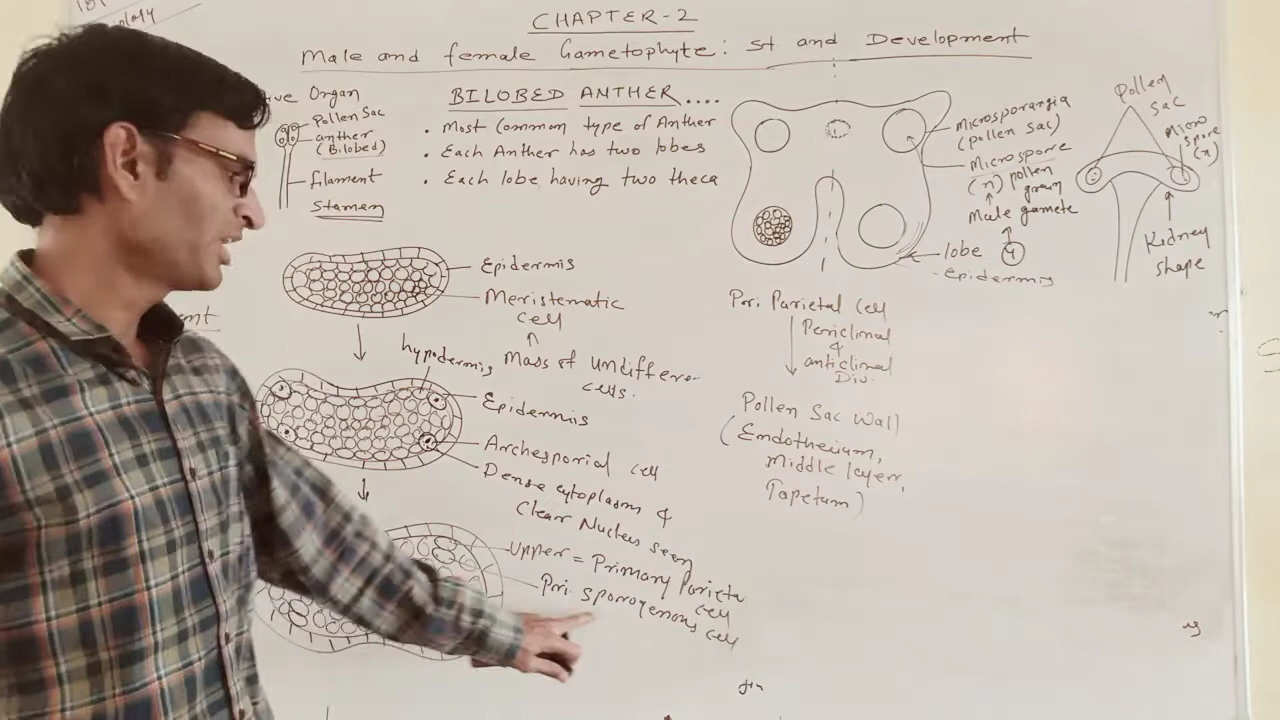 CHAPTER-2
Male and female Gametophyte: st and Development
Organ
Pollen Sac
anther
(Bilobed)
filament
Stamen
BILOBED ANTHER....
. Most Common type of Anther
. Each Anther has two lobes
. Each lobe having two theca
Microsporangia
(pollen sac)
Microspore
(n) pollen
grain
Male gamete
lobe
Epidermis
Pollen
Sac
Micro
spore
(n)
Kidney
shape
Epidermis
Meristematic
cell
Mass of undiffere-
cells.
hypodermis
Epidermis
Archesporial cell
Dense cytoplasm &
Clear Nucleus seen
Upper = Primary Parieta
cell
Pri. sporogenous cell
Pri. Parietal Cell
Periclinal
&
anticlinal
Div.
Pollen Sac Wall
(Endothecium,
Middle layer,
Tapetum)